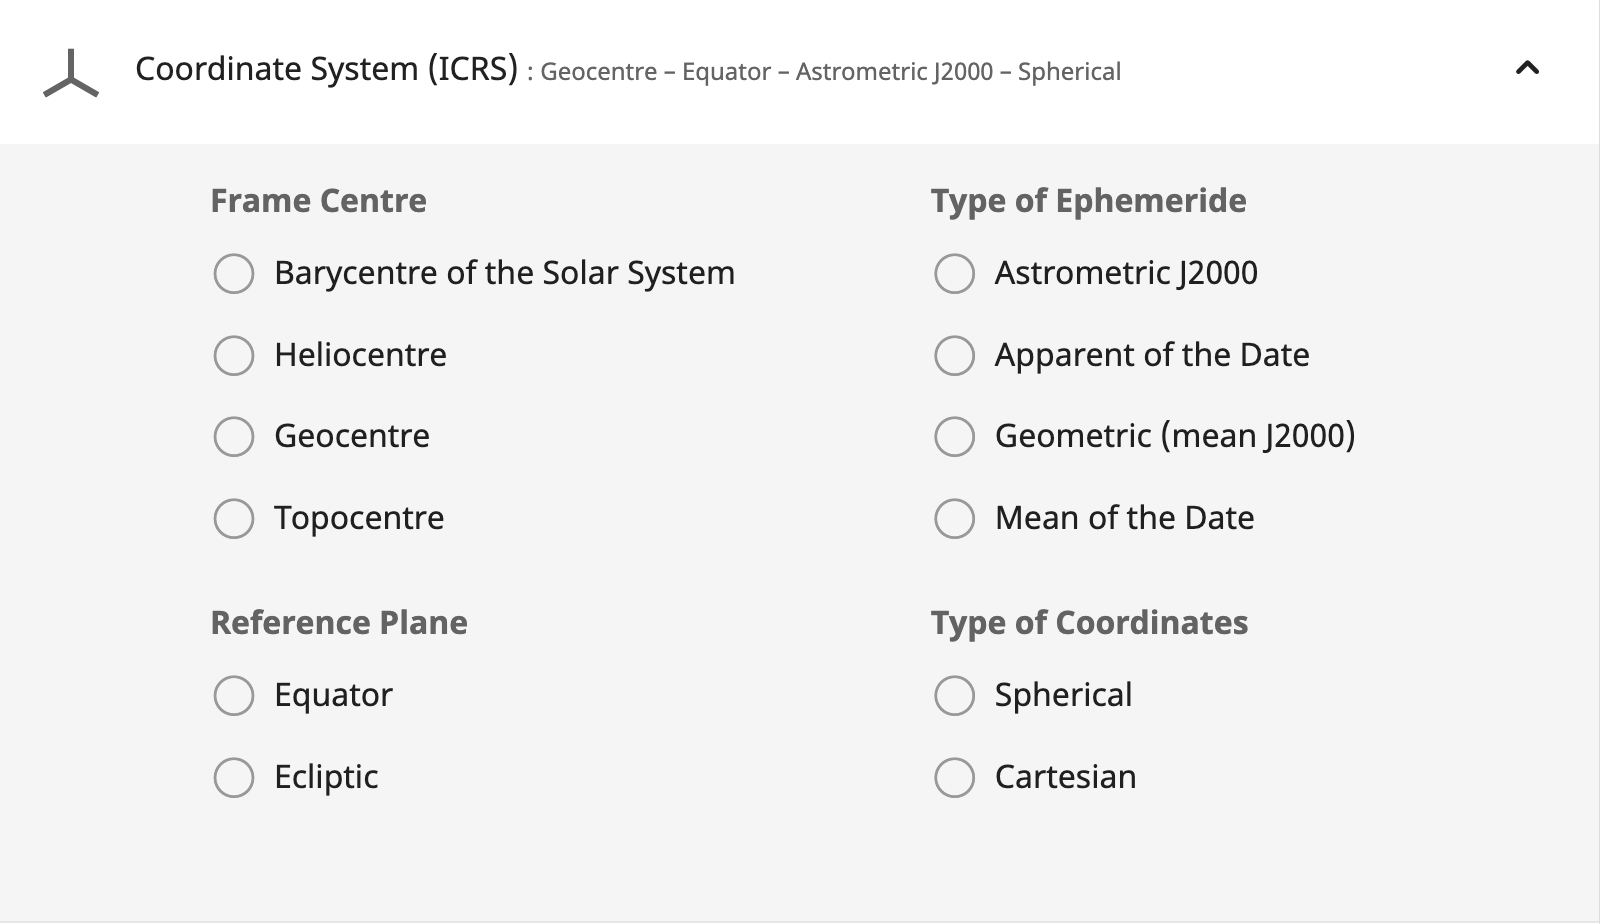 Coordinate System (ICRS) : Geocentre – Equator – Astrometric J2000 – Spherical
Frame Centre
Barycentre of the Solar System
Heliocentre
Geocentre
Topocentre
Type of Ephemeride
Astrometric J2000
Apparent of the Date
Geometric (mean J2000)
Mean of the Date
Reference Plane
Equator
Ecliptic
Type of Coordinates
Spherical
Cartesian